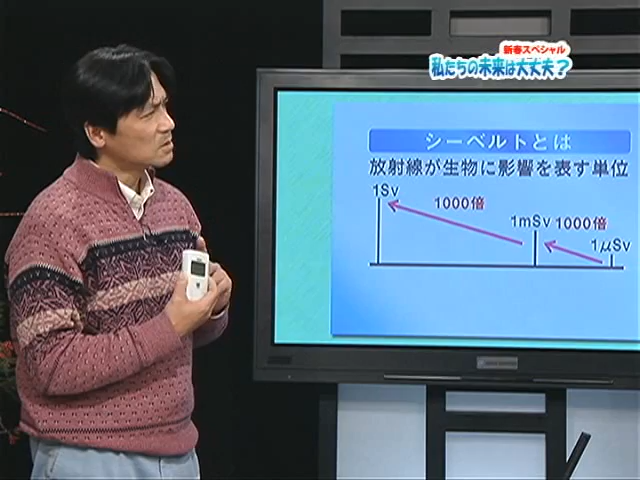 新春スペシャル
私たちの未来は大丈夫?
シーベルトとは
放射線が生物に影響を表す単位
1Sv
1000倍
1mSv
1000倍
1μSv